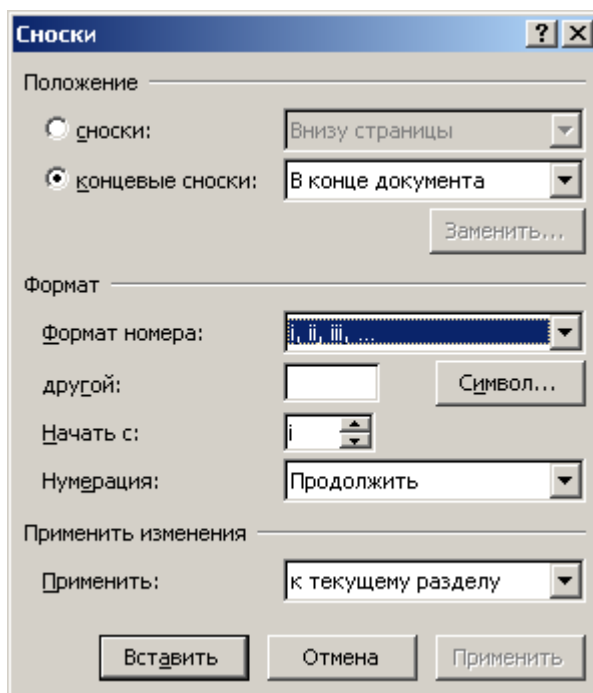 Сноски
Положение
сноски: Внизу страницы
концевые сноски: В конце документа
Заменить...
Формат
Формат номера: i, ii, iii, ...
другой: Символ...
Начать с: i
Нумерация: Продолжить
Применить изменения
Применить: к текущему разделу
Вставить Отмена Применить